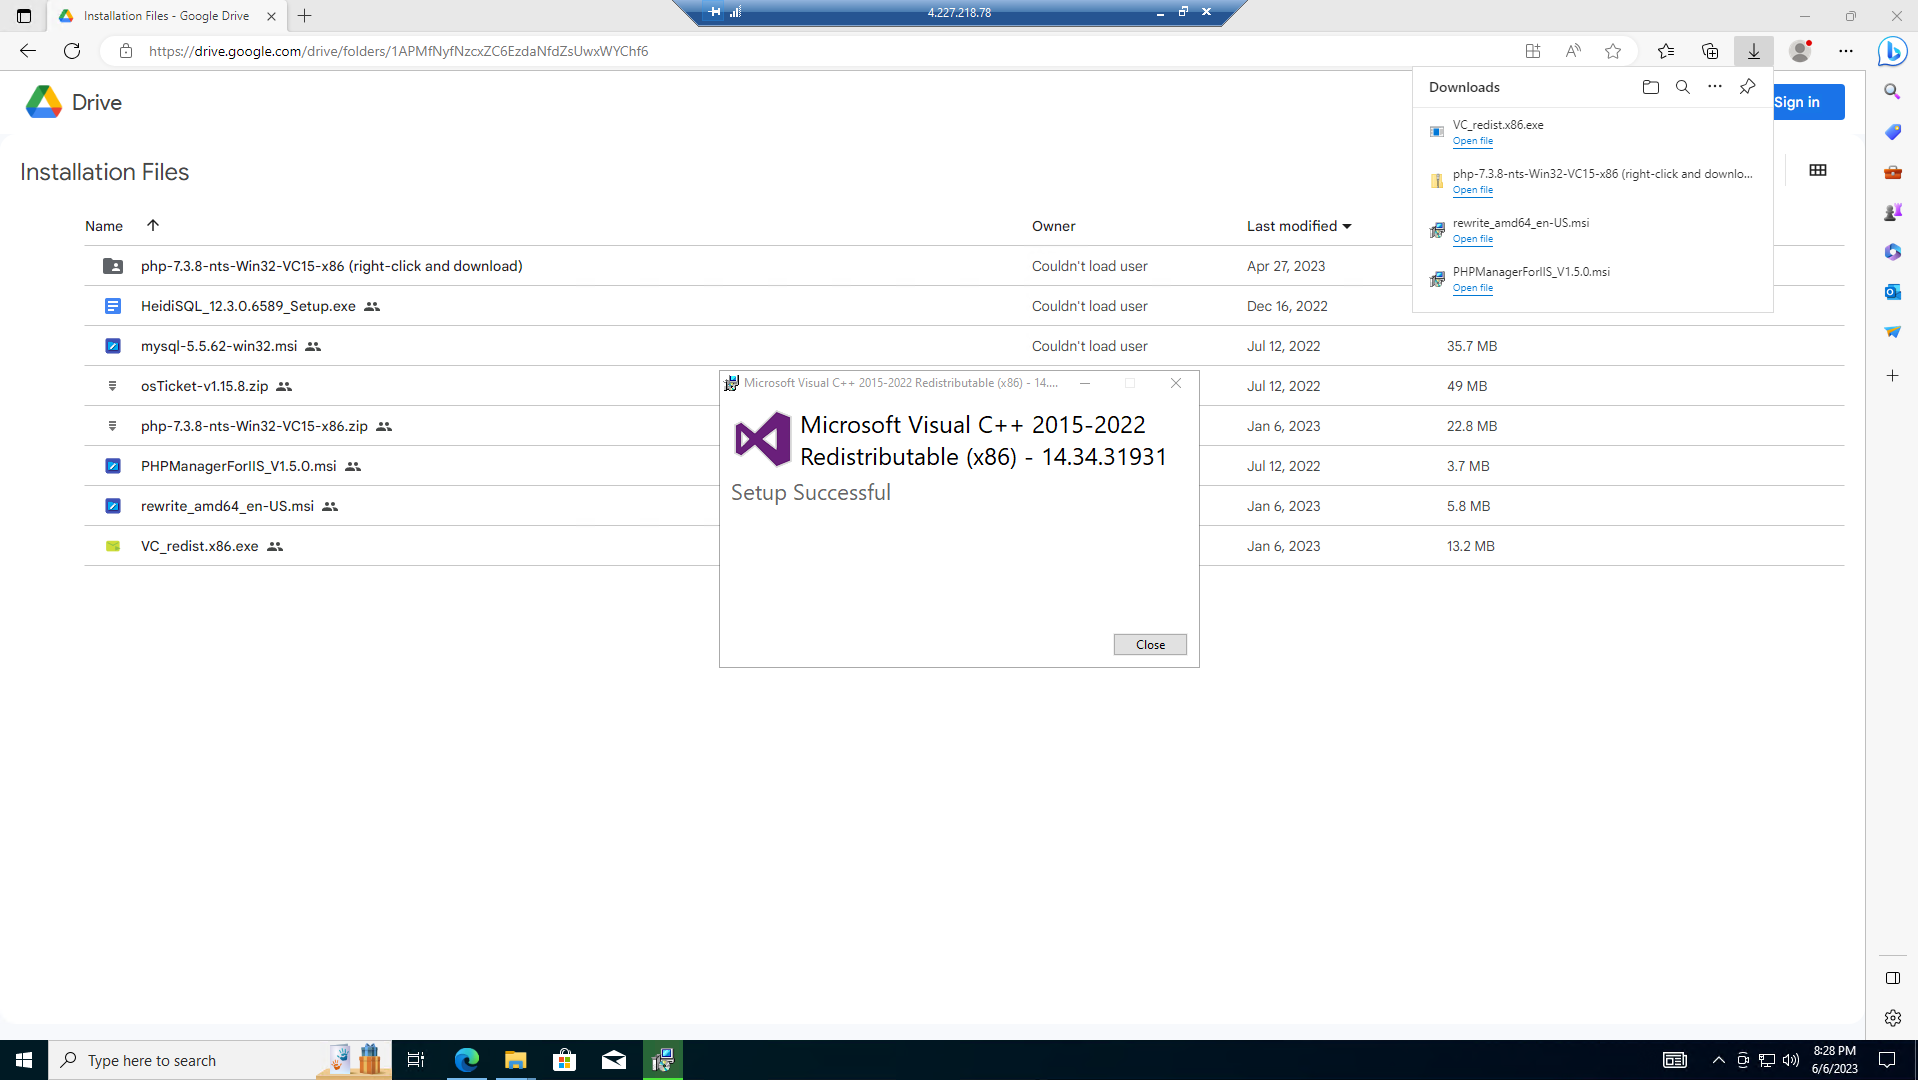 Installation Files - Google Drive
4.227.218.78
https://drive.google.com/drive/folders/1APMfNyfNzcxZC6EzdaNfdZsUwxWYChf6
Drive
Sign in
Downloads
VC_redist.x86.exe
Open file
php-7.3.8-nts-Win32-VC15-x86 (right-click and downlo...
Open file
rewrite_amd64_en-US.msi
Open file
PHPManagerForIIS_V1.5.0.msi
Open file
Installation Files
Name Owner Last modified
php-7.3.8-nts-Win32-VC15-x86 (right-click and download) Couldn't load user Apr 27, 2023
HeidiSQL_12.3.0.6589_Setup.exe Couldn't load user Dec 16, 2022
mysql-5.5.62-win32.msi Couldn't load user Jul 12, 2022 35.7 MB
osTicket-v1.15.8.zip Jul 12, 2022 49 MB
php-7.3.8-nts-Win32-VC15-x86.zip Jan 6, 2023 22.8 MB
PHPManagerForIIS_V1.5.0.msi Jul 12, 2022 3.7 MB
rewrite_amd64_en-US.msi Jan 6, 2023 5.8 MB
VC_redist.x86.exe Jan 6, 2023 13.2 MB
Microsoft Visual C++ 2015-2022 Redistributable (x86) - 14....
Microsoft Visual C++ 2015-2022
Redistributable (x86) - 14.34.31931
Setup Successful
Close
Type here to search
8:28 PM
6/6/2023